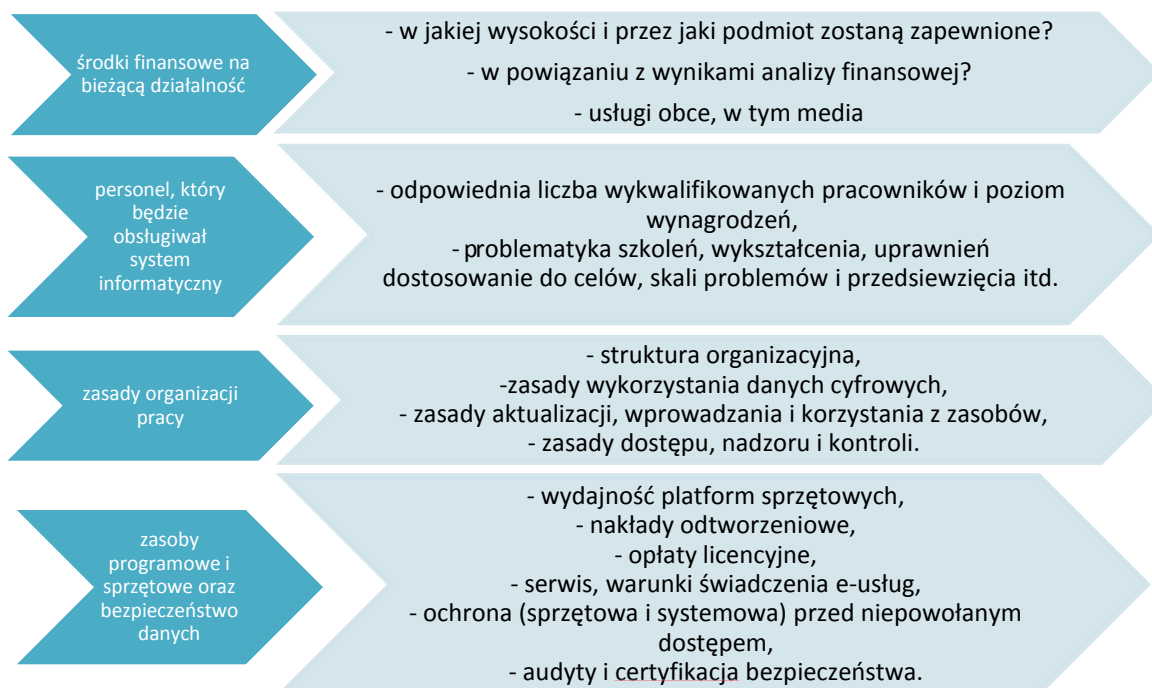 środki finansowe na
bieżącą działalność
- w jakiej wysokości i przez jaki podmiot zostaną zapewnione?
- w powiązaniu z wynikami analizy finansowej?
- usługi obce, w tym media
personel, który
będzie
obsługiwał
system
informatyczny
- odpowiednia liczba wykwalifikowanych pracowników i poziom
wynagrodzeń,
- problematyka szkoleń, wykształcenia, uprawnień
dostosowanie do celów, skali problemów i przedsiewzięcia itd.
zasady organizacji
pracy
- struktura organizacyjna,
-zasady wykorzystania danych cyfrowych,
- zasady aktualizacji, wprowadzania i korzystania z zasobów,
- zasady dostępu, nadzoru i kontroli.
zasoby
programowe i
sprzętowe oraz
bezpieczeństwo
danych
- wydajność platform sprzętowych,
- nakłady odtworzeniowe,
- opłaty licencyjne,
- serwis, warunki świadczenia e-usług,
- ochrona (sprzętowa i systemowa) przed niepowołanym
dostępem,
- audyty i certyfikacja bezpieczeństwa.